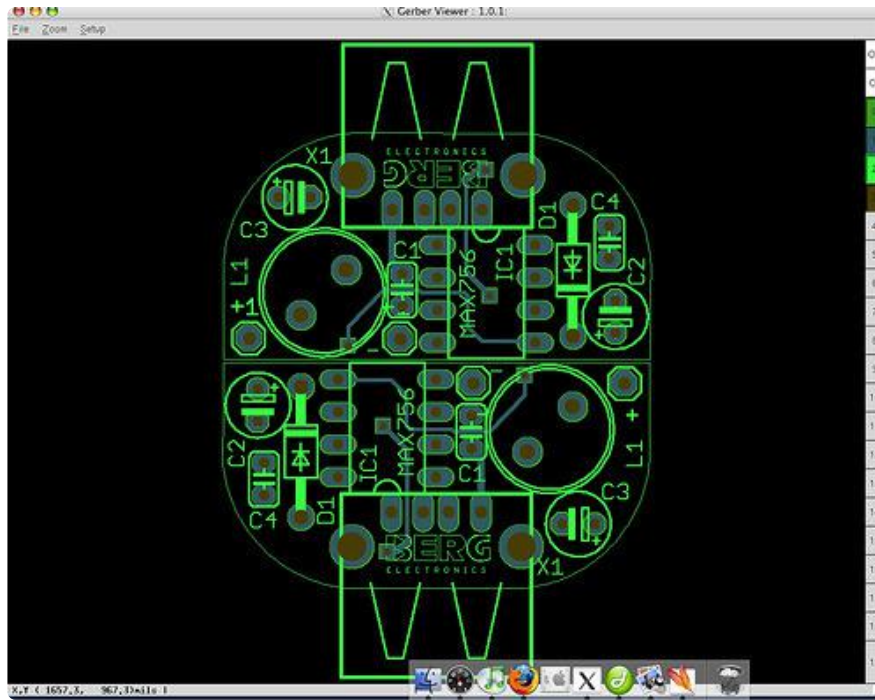 Gerber Viewer : 1.0.1:
File Zoom Setup
ELECTRONICS
BERG
X1
C3
L1
+1
C1
-
MAX756
IC1
D1
C4
C2
+
C2
C4
D1
IC1
MAX756
C1
-
+
L1
C3
X1
BERG
ELECTRONICS
X,Y ( 1657.3, 967.3)mils